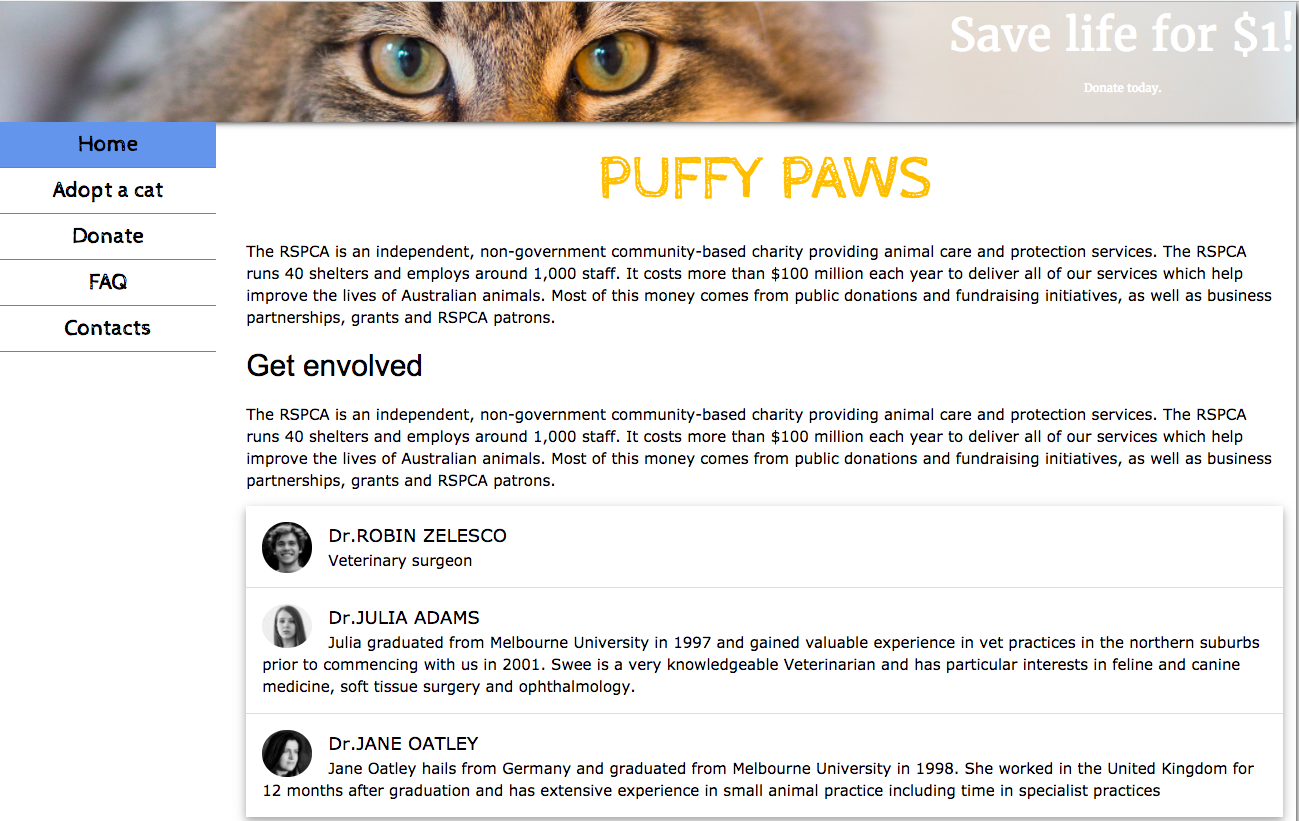 Save life for $1!
Donate today.
Home
Adopt a cat
Donate
FAQ
Contacts
PUFFY PAWS
The RSPCA is an independent, non-government community-based charity providing animal care and protection services. The RSPCA
runs 40 shelters and employs around 1,000 staff. It costs more than $100 million each year to deliver all of our services which help
improve the lives of Australian animals. Most of this money comes from public donations and fundraising initiatives, as well as business
partnerships, grants and RSPCA patrons.
Get envolved
The RSPCA is an independent, non-government community-based charity providing animal care and protection services. The RSPCA
runs 40 shelters and employs around 1,000 staff. It costs more than $100 million each year to deliver all of our services which help
improve the lives of Australian animals. Most of this money comes from public donations and fundraising initiatives, as well as business
partnerships, grants and RSPCA patrons.
Dr.ROBIN ZELESCO
Veterinary surgeon
Dr.JULIA ADAMS
Julia graduated from Melbourne University in 1997 and gained valuable experience in vet practices in the northern suburbs
prior to commencing with us in 2001. Swee is a very knowledgeable Veterinarian and has particular interests in feline and canine
medicine, soft tissue surgery and ophthalmology.
Dr.JANE OATLEY
Jane Oatley hails from Germany and graduated from Melbourne University in 1998. She worked in the United Kingdom for
12 months after graduation and has extensive experience in small animal practice including time in specialist practices